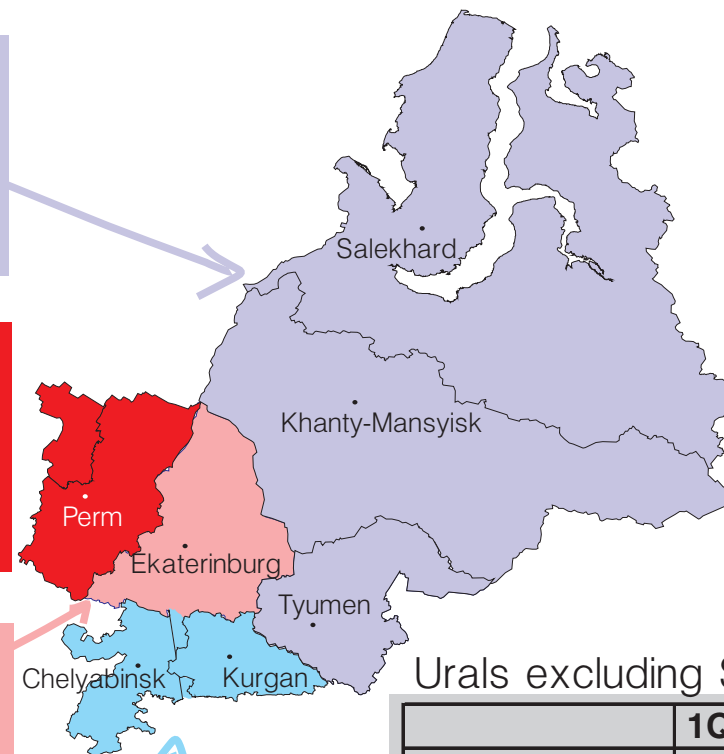 Salekhard
Khanty-Mansyisk
Perm
Ekaterinburg
Tyumen
Chelyabinsk
Kurgan
Urals excluding